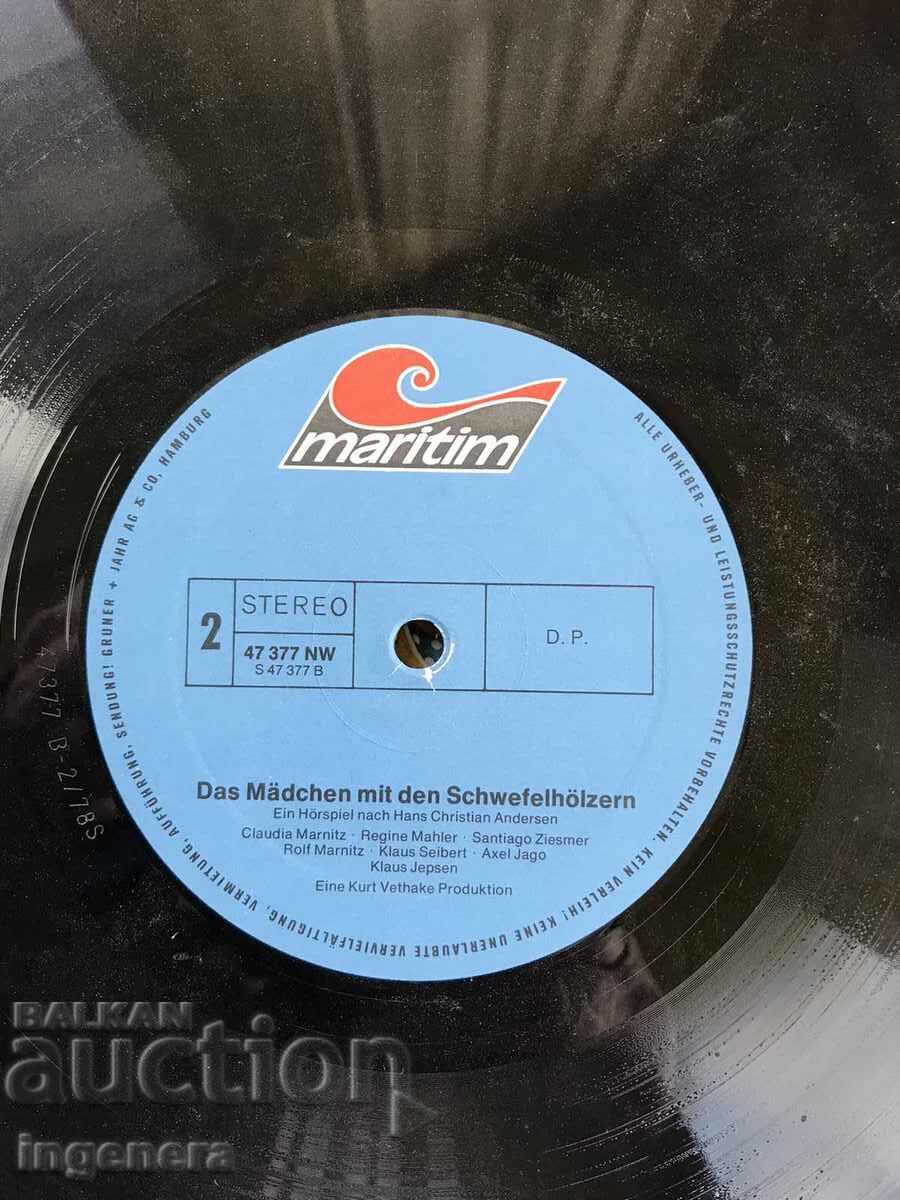 maritim
ALLE URHEBER- UND LEISTUNGSSCHUTZRECHTE VORBEHALTEN. KEIN VERLEIH! KEINE UNERLAUBTE VERVIELFÄLTIGUNG, VERMIETUNG, AUFFÜHRUNG, SENDUNG! GRUNER + JAHR AG & CO, HAMBURG
2
STEREO
47 377 NW
S 47 377 B
D. P.
Das Mädchen mit den Schwefelhölzern
Ein Hörspiel nach Hans Christian Andersen
Claudia Marnitz · Regine Mahler · Santiago Ziesmer
Rolf Marnitz · Klaus Seibert · Axel Jago
Klaus Jepsen
Eine Kurt Vethake Produktion
BALKAN
auction
ingenera